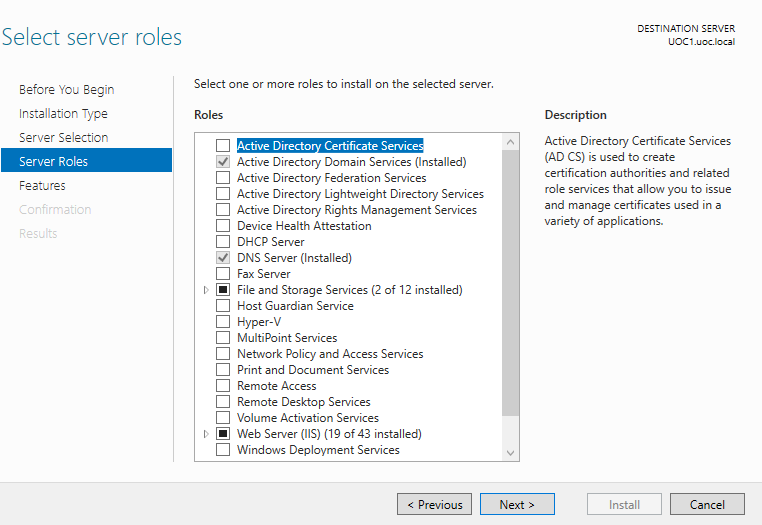 Select server roles
DESTINATION SERVER
UOC1.uoc.local
Before You Begin
Installation Type
Server Selection
Server Roles
Features
Confirmation
Results
Select one or more roles to install on the selected server.
Roles
Active Directory Certificate Services
Active Directory Domain Services (Installed)
Active Directory Federation Services
Active Directory Lightweight Directory Services
Active Directory Rights Management Services
Device Health Attestation
DHCP Server
DNS Server (Installed)
Fax Server
File and Storage Services (2 of 12 installed)
Host Guardian Service
Hyper-V
MultiPoint Services
Network Policy and Access Services
Print and Document Services
Remote Access
Remote Desktop Services
Volume Activation Services
Web Server (IIS) (19 of 43 installed)
Windows Deployment Services
Description
Active Directory Certificate Services
(AD CS) is used to create
certification authorities and related
role services that allow you to issue
and manage certificates used in a
variety of applications.
< Previous
Next >
Install
Cancel